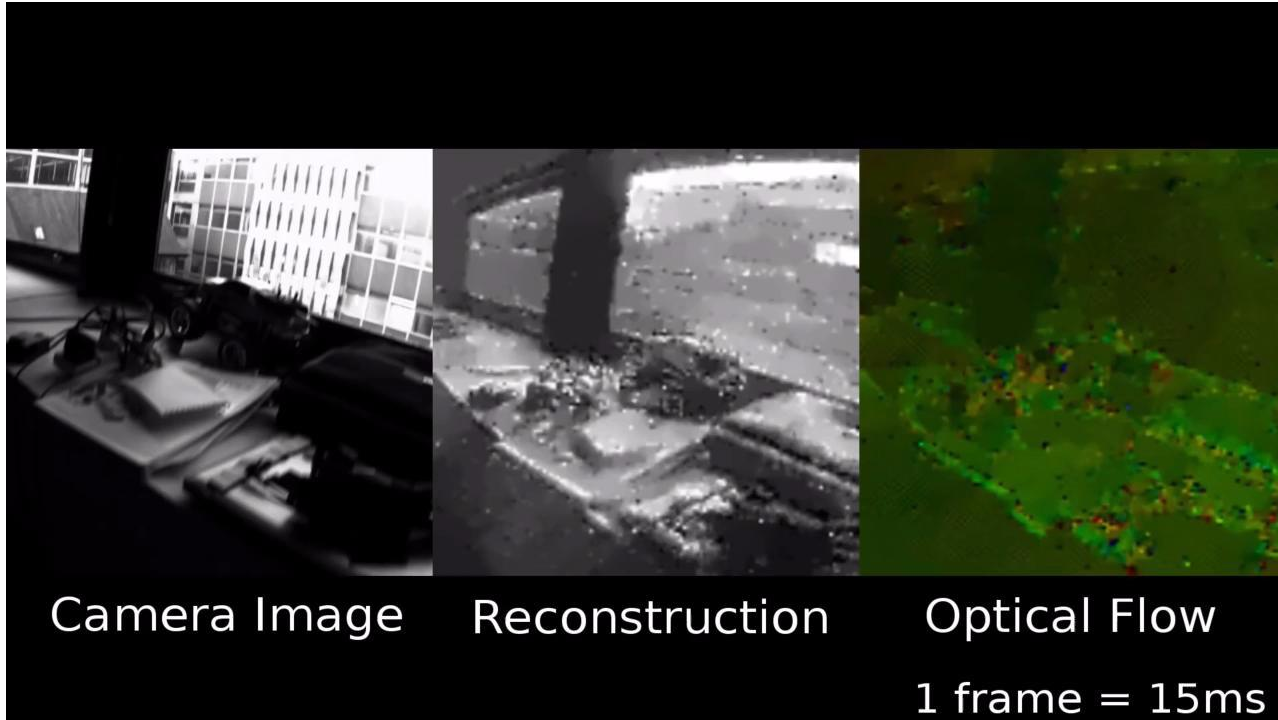 Camera Image
Reconstruction
Optical Flow
1 frame = 15ms